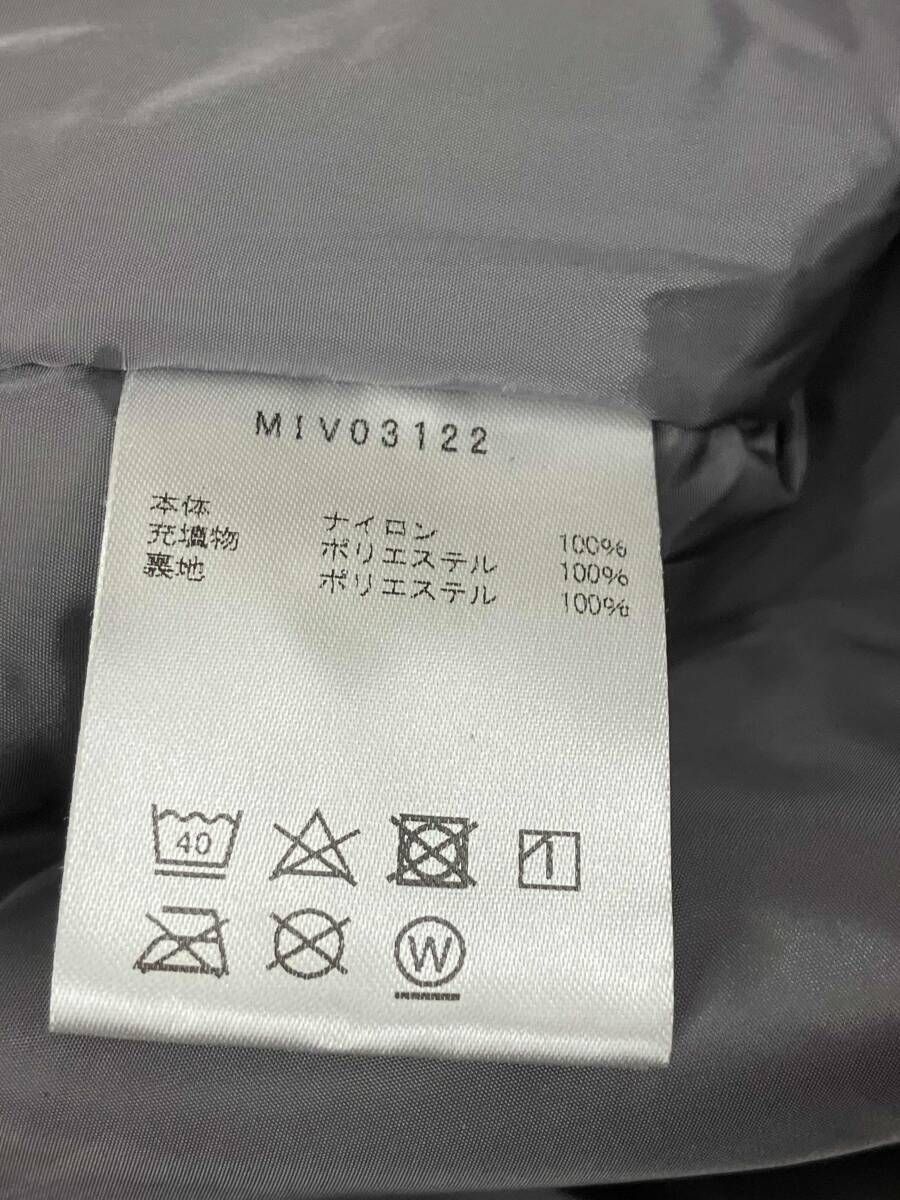 MIV03122
本体 ナイロン 100%
充填物 ポリエステル 100%
裏地 ポリエステル 100%
40
W